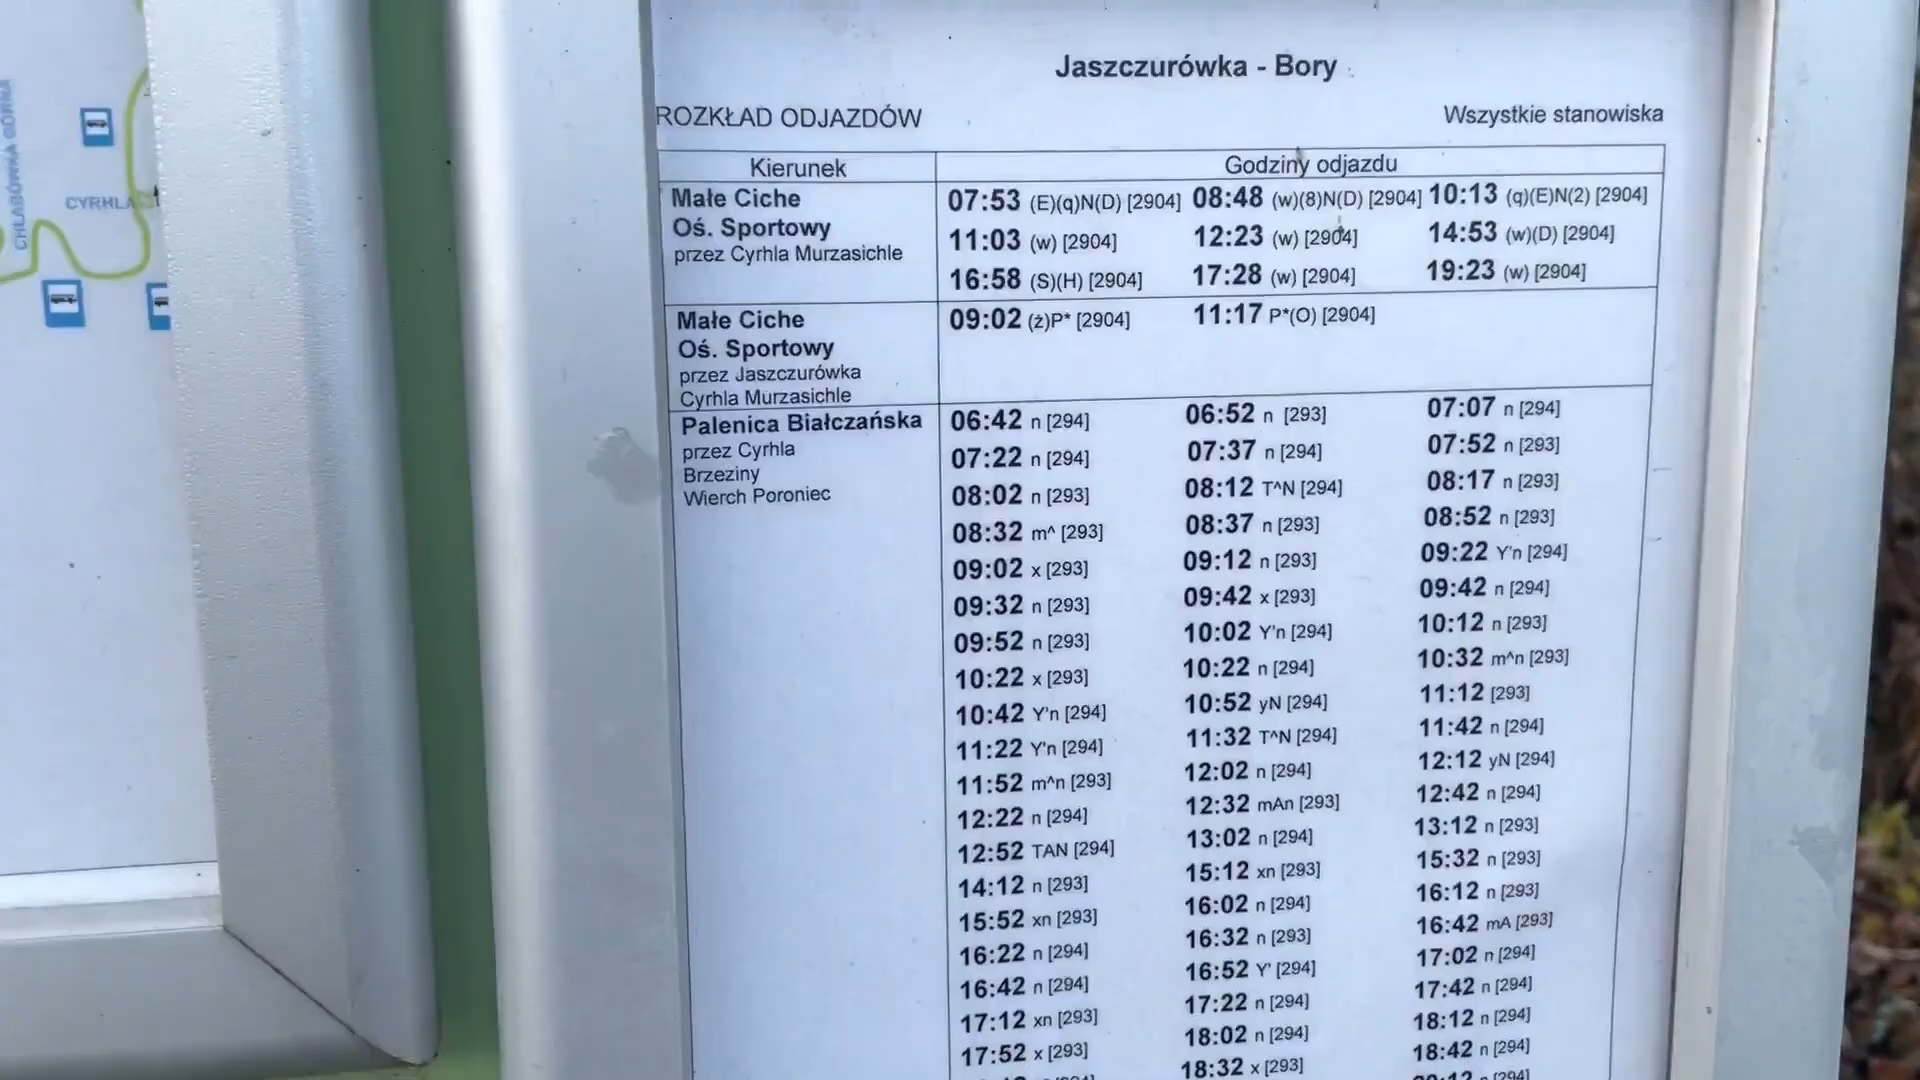 CHŁABÓWKA GÓRNA
CYRHLA
Jaszczurówka - Bory
ROZKŁAD ODJAZDÓW
Wszystkie stanowiska
Kierunek
Godziny odjazdu
Małe Ciche
Oś. Sportowy
przez Cyrhla Murzasichle
07:53 (E)(q)N(D) [2904] 08:48 (w)(8)N(D) [2904] 10:13 (q)(E)N(2) [2904]
11:03 (w) [2904] 12:23 (w) [2904] 14:53 (w)(D) [2904]
16:58 (S)(H) [2904] 17:28 (w) [2904] 19:23 (w) [2904]
Małe Ciche
Oś. Sportowy
przez Jaszczurówka
Cyrhla Murzasichle
09:02 (ż)P* [2904] 11:17 P*(O) [2904]
Palenica Białczańska
przez Cyrhla
Brzeziny
Wierch Poroniec
06:42 n [294] 06:52 n [293] 07:07 n [294]
07:22 n [294] 07:37 n [294] 07:52 n [293]
08:02 n [293] 08:12 T^N [294] 08:17 n [293]
08:32 m^ [293] 08:37 n [293] 08:52 n [293]
09:02 x [293] 09:12 n [293] 09:22 Y'n [294]
09:32 n [293] 09:42 x [293] 09:42 n [294]
09:52 n [293] 10:02 Y'n [294] 10:12 n [293]
10:22 x [293] 10:22 n [294] 10:32 m^n [293]
10:42 Y'n [294] 10:52 yN [294] 11:12 [293]
11:22 Y'n [294] 11:32 T^N [294] 11:42 n [294]
11:52 m^n [293] 12:02 n [294] 12:12 yN [294]
12:22 n [294] 12:32 mAn [293] 12:42 n [294]
12:52 TAN [294] 13:02 n [294] 13:12 n [293]
14:12 n [293] 15:12 xn [293] 15:32 n [293]
15:52 xn [293] 16:02 n [294] 16:12 n [293]
16:22 n [294] 16:32 n [293] 16:42 mA [293]
16:42 n [294] 16:52 Y' [294] 17:02 n [294]
17:12 xn [293] 17:22 n [294] 17:42 n [294]
17:52 x [293] 18:02 n [294] 18:12 n [294]
18:32 x [293] 18:42 n [294]